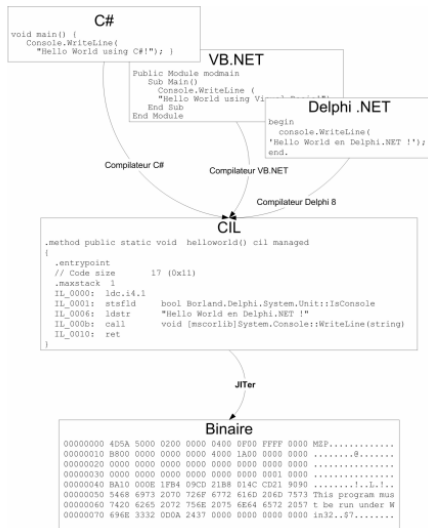 C#
void main() {
Console.WriteLine(
"Hello World using C#!"); }
VB.NET
Public Module modmain
Sub Main()
Console.WriteLine (
"Hello World using
End Sub
End Module
Delphi .NET
begin
console.WriteLine(
'Hello World en Delphi.NET !');
end.
Compilateur C#
Compilateur VB.NET
Compilateur Delphi 8
CIL
.method public static void helloworld() cil managed
{
.entrypoint
// Code size 17 (0x11)
.maxstack 1
IL_0000: ldc.i4.1
IL_0001: stsfld bool Borland.Delphi.System.Unit::IsConsole
IL_0006: ldstr "Hello World en Delphi.NET !"
IL_000b: call void [mscorlib]System.Console::WriteLine(string)
IL_0010: ret
}
JITer
Binaire
00000000 4D5A 5000 0200 0000 0400 0F00 FFFF 0000 MZP.............
00000010 B800 0000 0000 0000 4000 1A00 0000 0000 ........@.......
00000020 0000 0000 0000 0000 0000 0000 0000 0000 ................
00000030 0000 0000 0000 0000 0000 0000 0001 0000 ................
00000040 BA10 000E 1FB4 09CD 21B8 014C CD21 9090 ........!..L.!..
00000050 5468 6973 2070 726F 6772 616D 206D 7573 This program mus
00000060 7420 6265 2072 756E 2075 6E64 6572 2057 t be run under W
00000070 696E 3332 0D0A 2437 0000 0000 0000 0000 in32..$7........